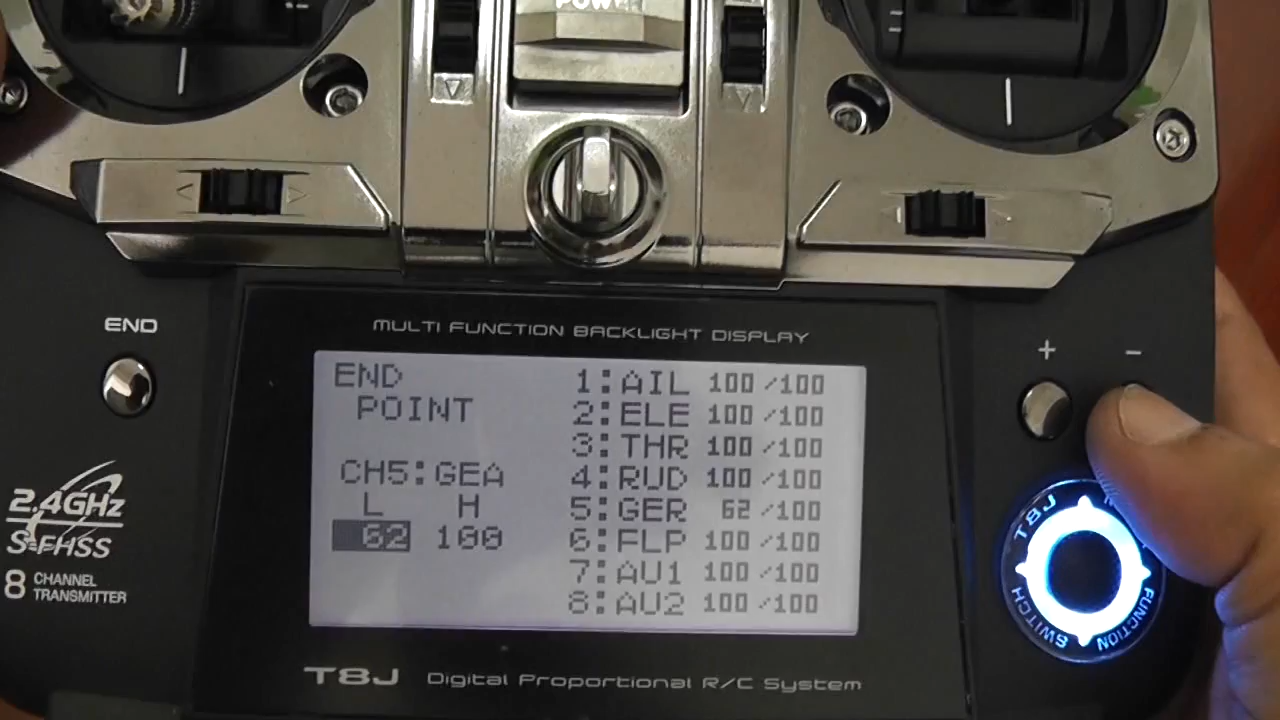 END
+ −
MULTI FUNCTION BACKLIGHT DISPLAY
END
POINT
CH5:GEA
L H
62 100
1:AIL 100/100
2:ELE 100/100
3:THR 100/100
4:RUD 100/100
5:GER 62/100
6:FLP 100/100
7:AU1 100/100
8:AU2 100/100
2.4GHz
S-FHSS
8 CHANNEL
TRANSMITTER
T8J
SWITCH
FUNCTION
T8J Digital Proportional R/C System